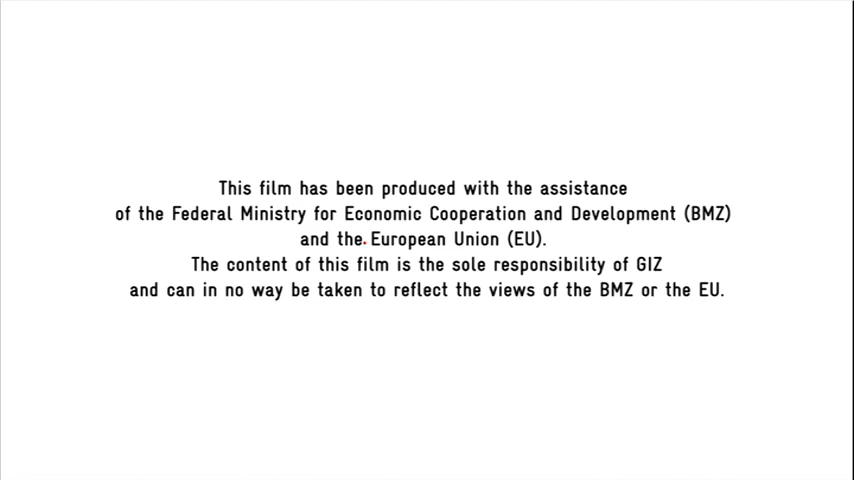 This film has been produced with the assistance
of the Federal Ministry for Economic Cooperation and Development (BMZ)
and the European Union (EU).
The content of this film is the sole responsibility of GIZ
and can in no way be taken to reflect the views of the BMZ or the EU.